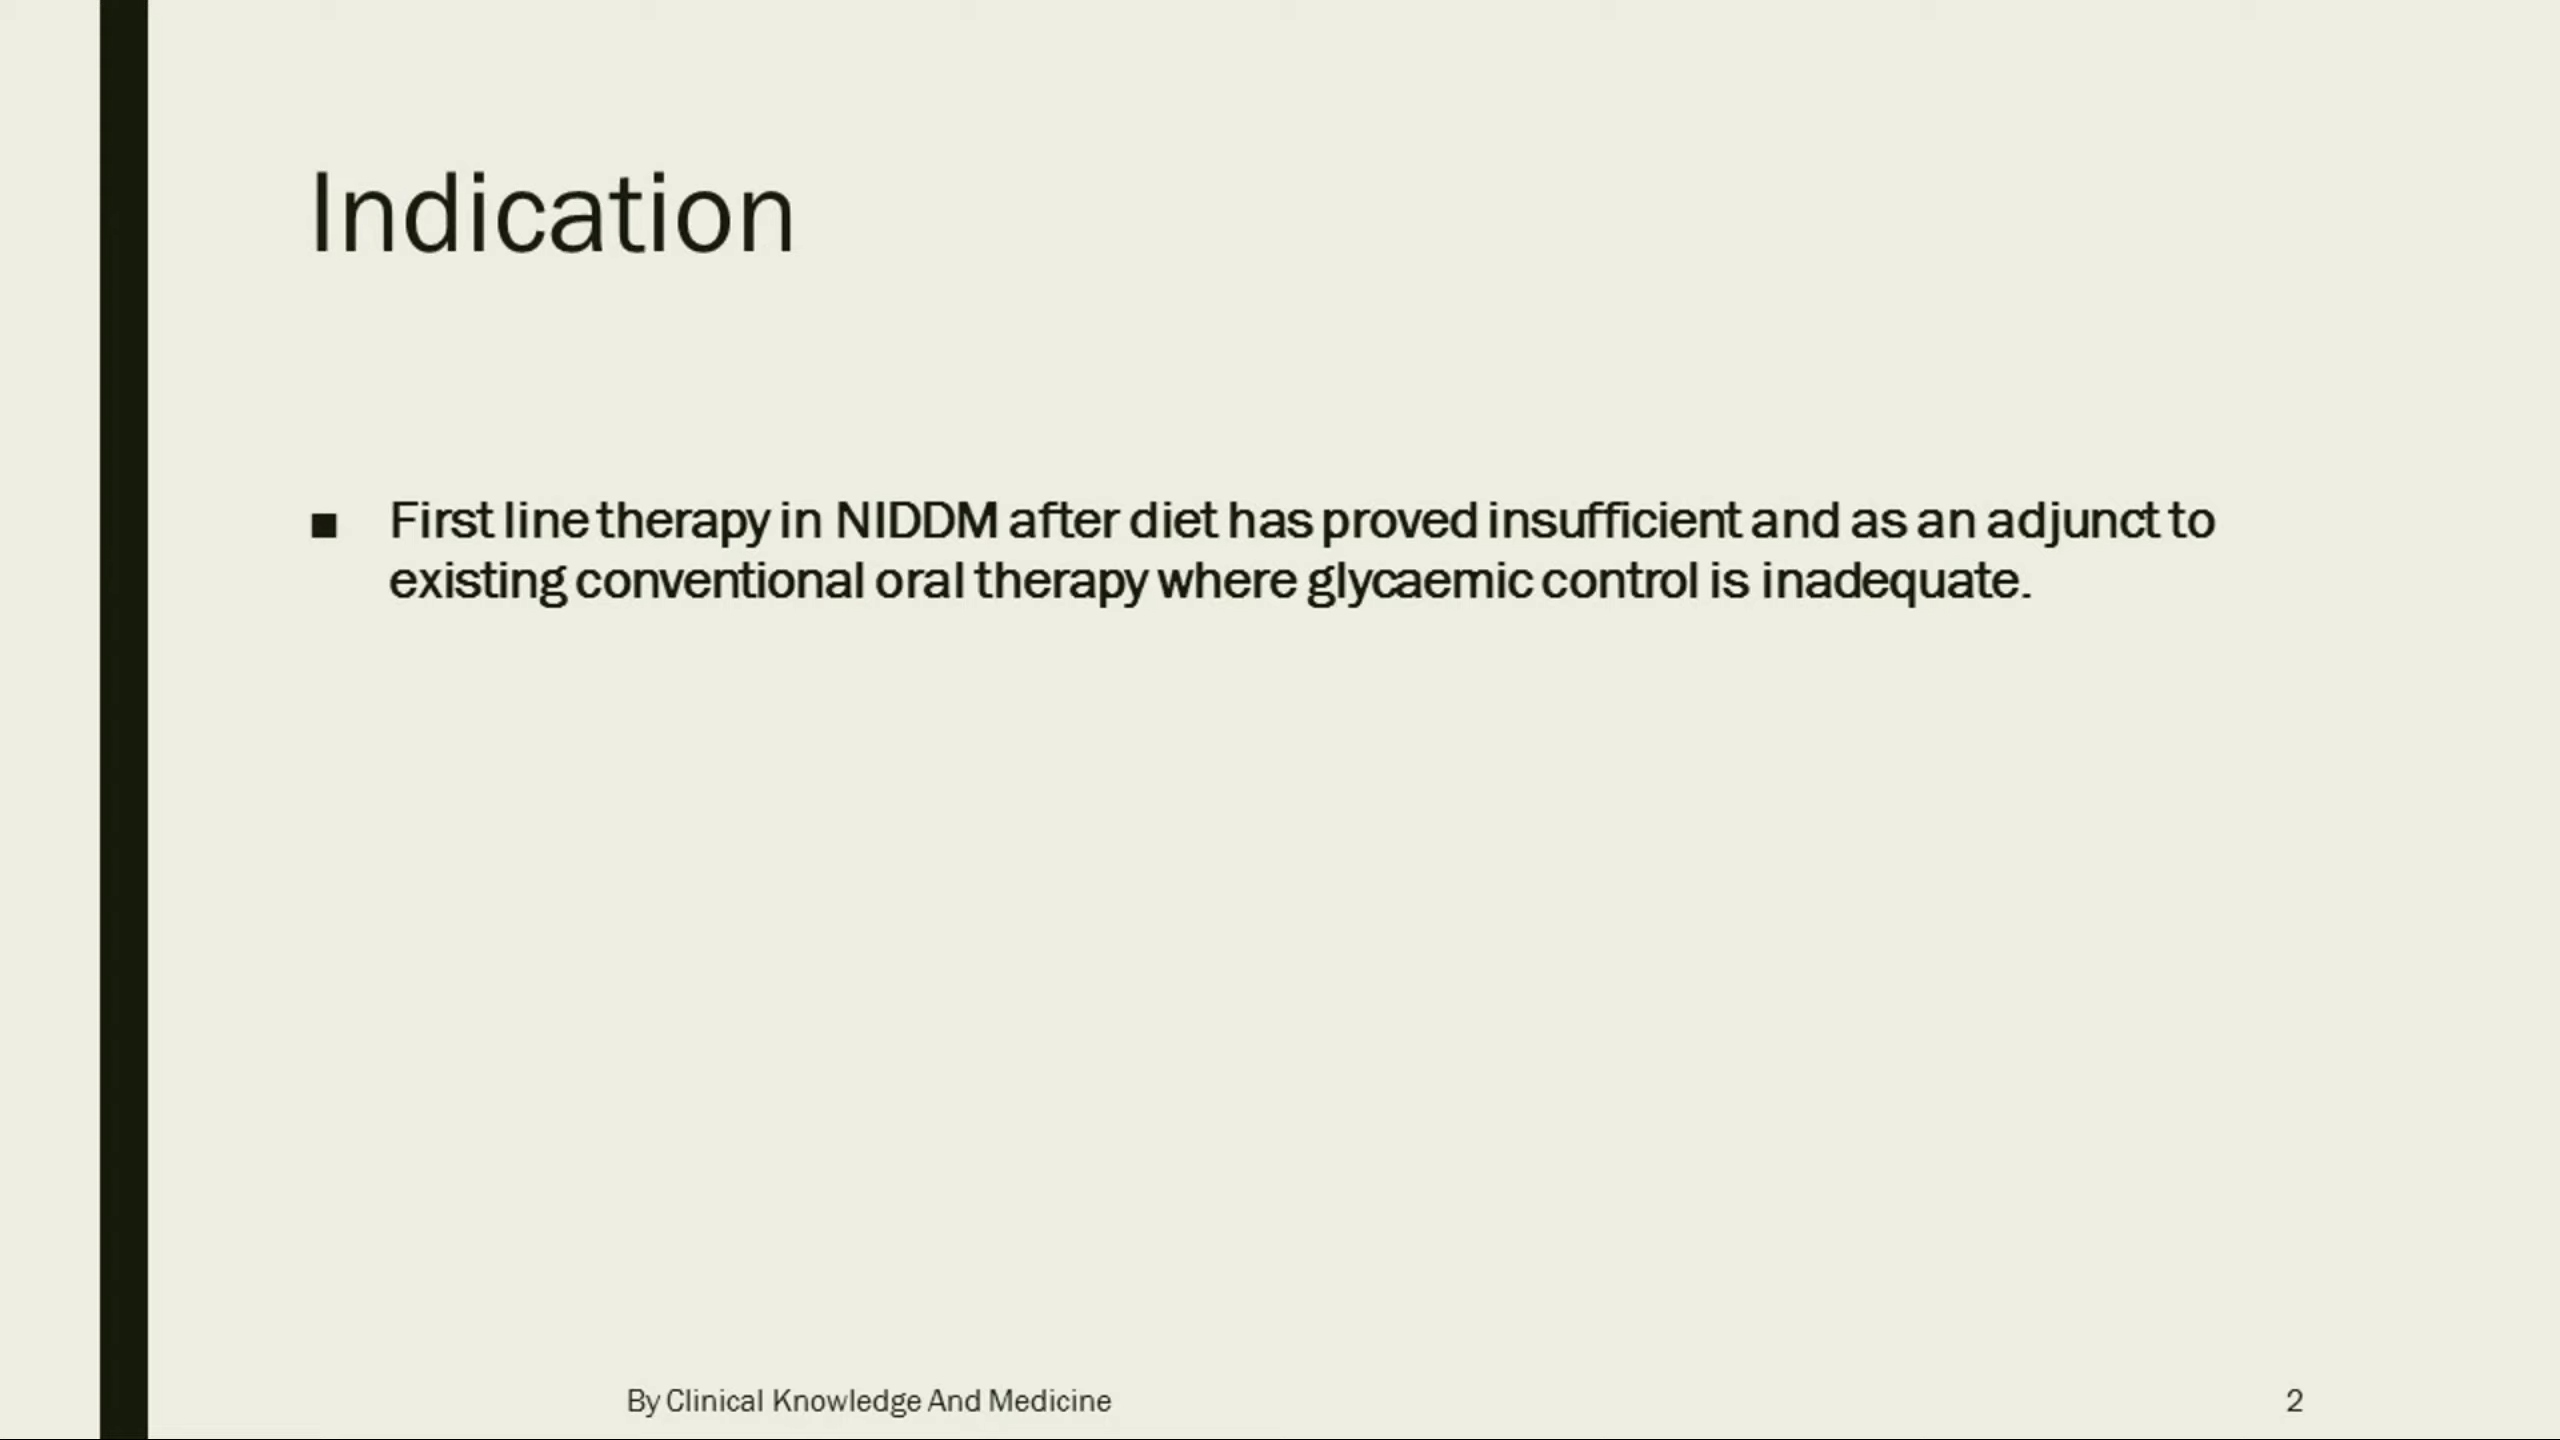 Indication
■ First line therapy in NIDDM after diet has proved insufficient and as an adjunct to
existing conventional oral therapy where glycaemic control is inadequate.
By Clinical Knowledge And Medicine
2